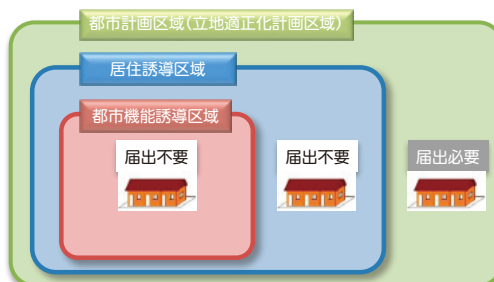 都市計画区域（立地適正化計画区域）
居住誘導区域
都市機能誘導区域
届出不要
届出不要
届出必要